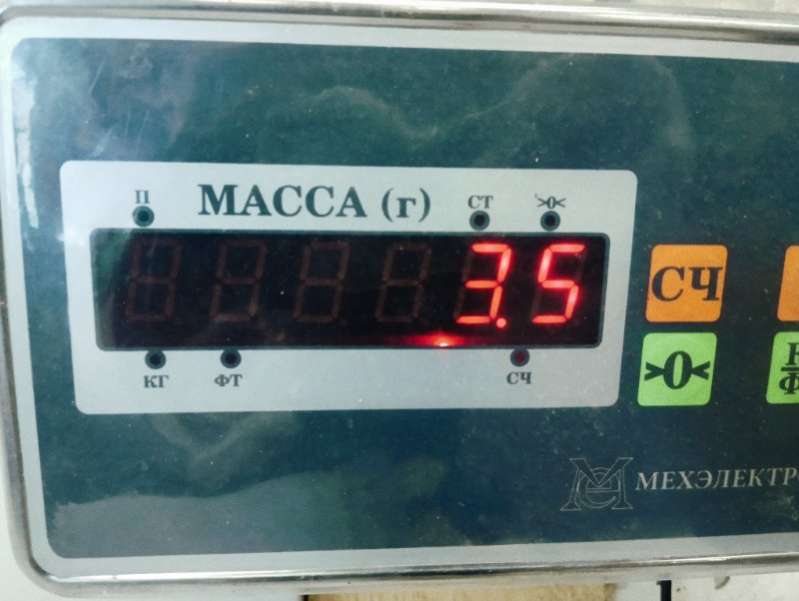 П МАССА (г) СТ >0<
3.5
КГ ФТ СЧ
СЧ
>0<
МЕХЭЛЕКТР